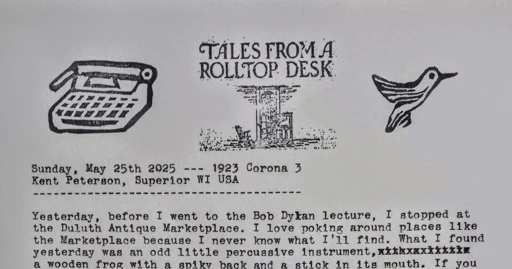 TALES FROM A
ROLLTOP DESK
Sunday, May 25th 2025 --- 1923 Corona 3
Kent Peterson, Superior WI USA
---------------------------------------
Yesterday, before I went to the Bob Dylan lecture, I stopped at
the Duluth Antique Marketplace. I love poking around places like
the Marketplace because I never know what I'll find. What I found
yesterday was an odd little percussive instrument,
a wooden frog with a spiky back and a stick in its mouth. If you